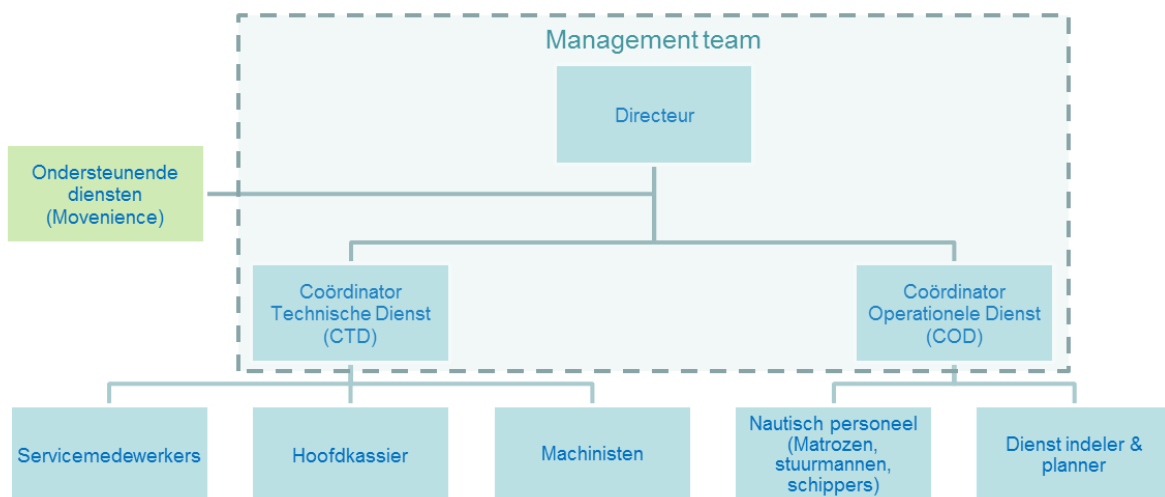 Management team
Directeur
Ondersteunende
diensten
(Movenience)
Coördinator
Technische Dienst
(CTD)
Coördinator
Operationele Dienst
(COD)
Servicemedewerkers
Hoofdkassier
Machinisten
Nautisch personeel
(Matrozen,
stuurmannen,
schippers)
Dienst indeler &
planner